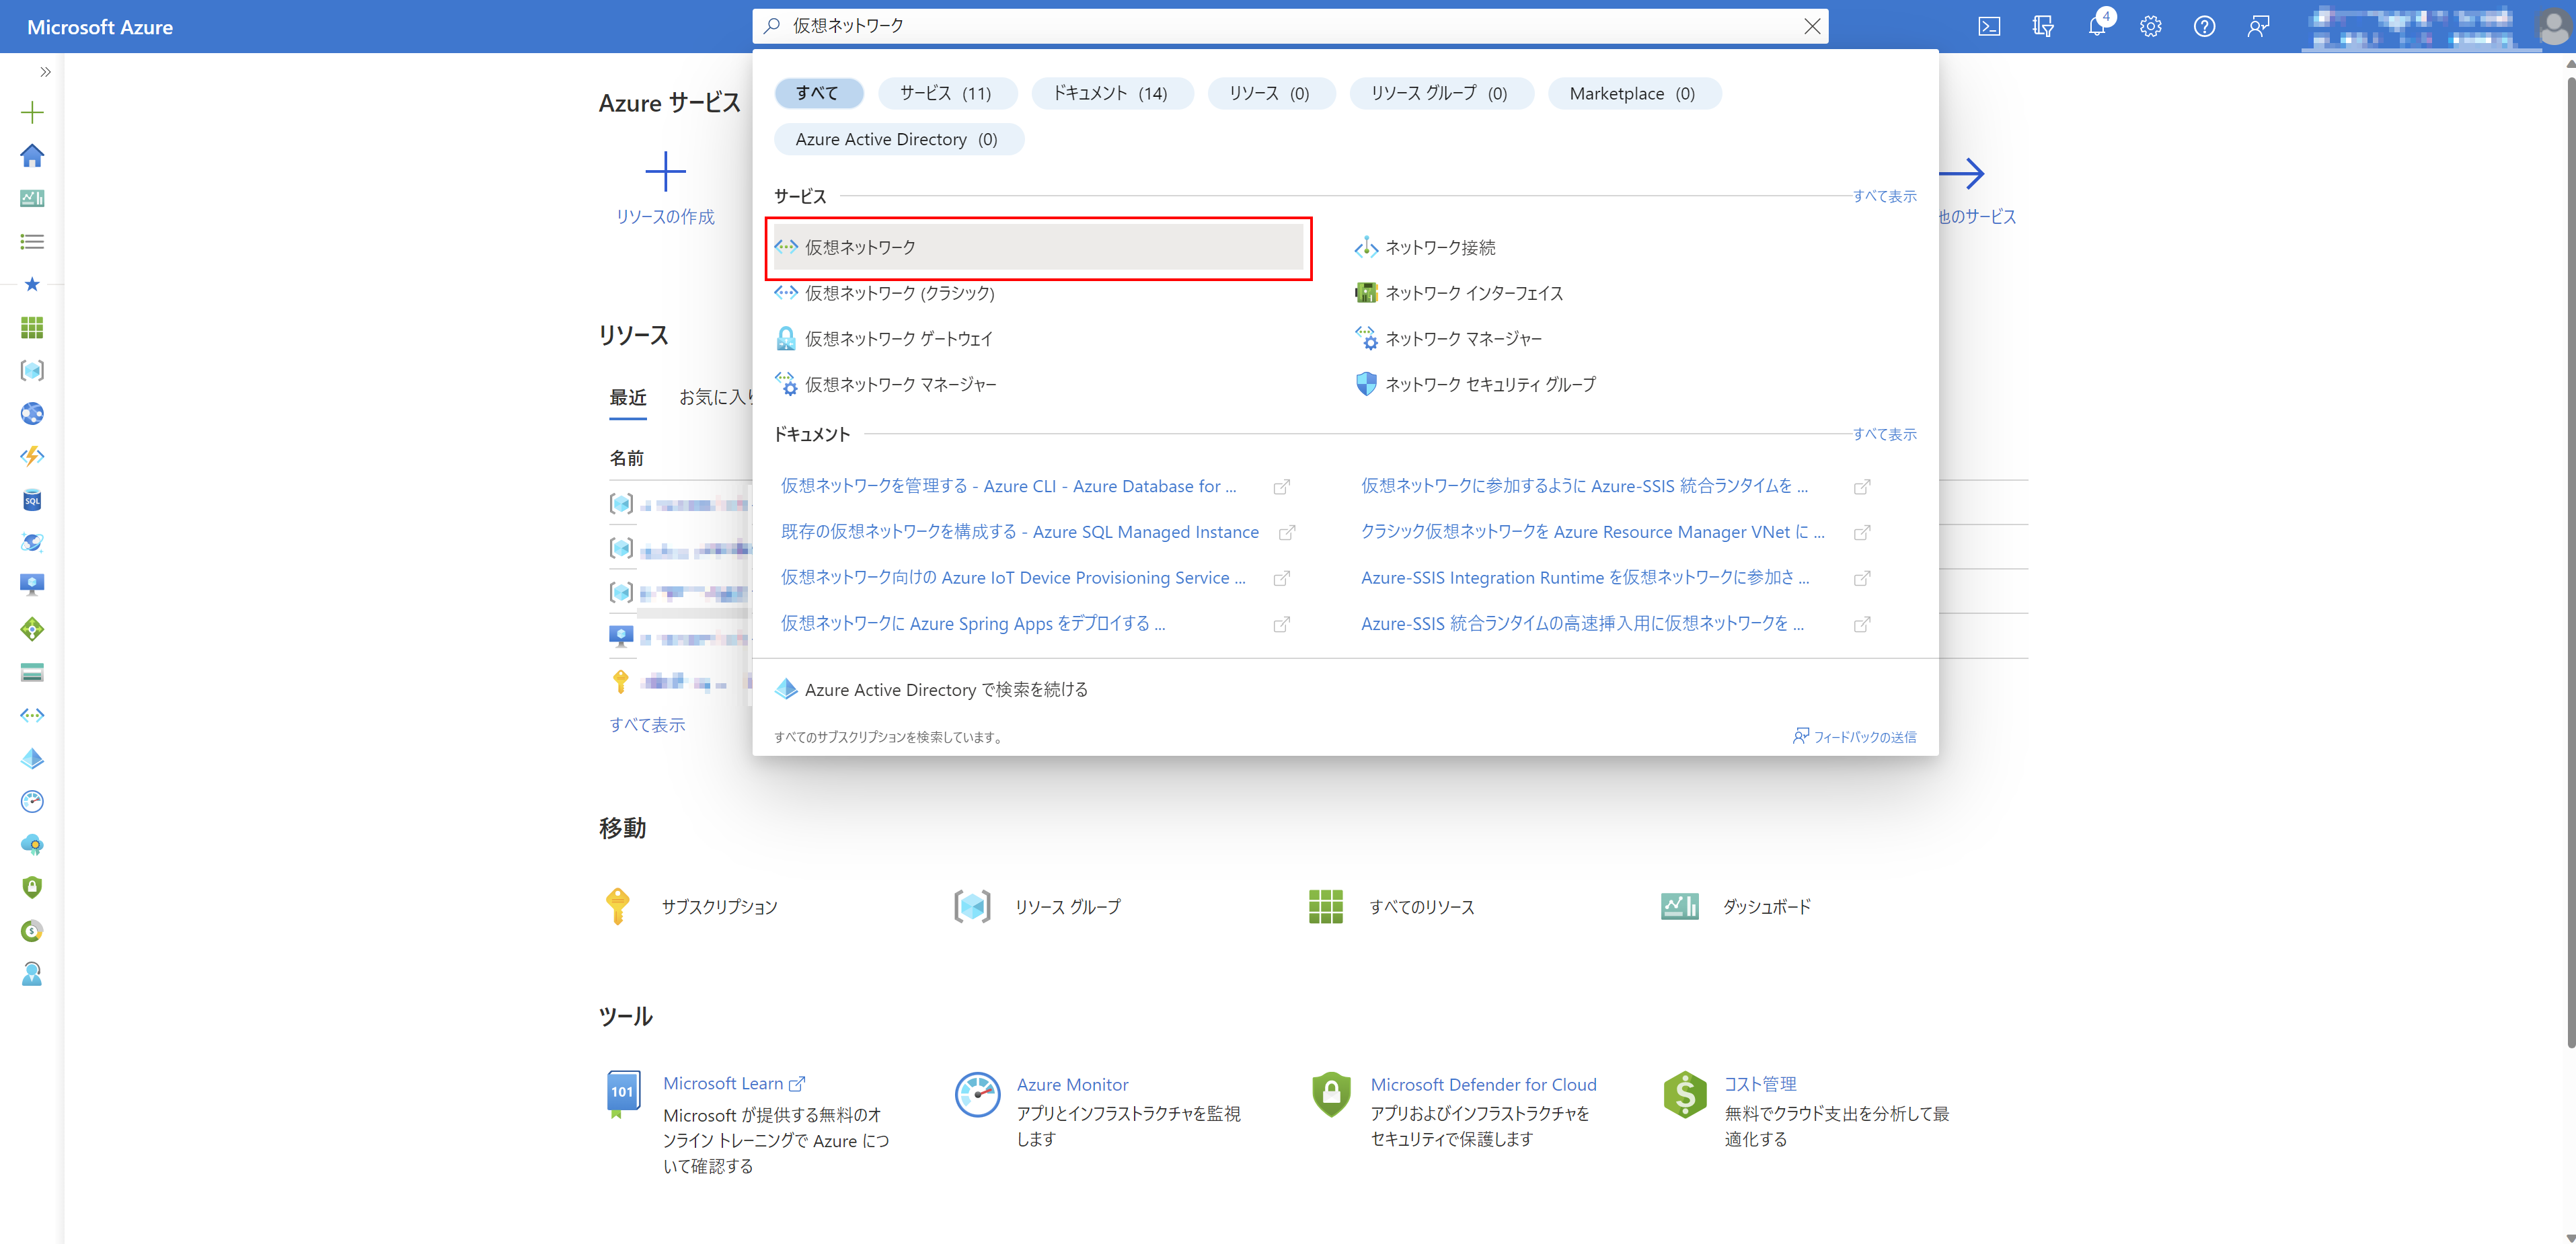 Microsoft Azure
仮想ネットワーク
4
すべて
サービス (11)
ドキュメント (14)
リソース (0)
リソース グループ (0)
Marketplace (0)
Azure Active Directory (0)
Azure サービス
リソースの作成
他のサービス
サービス
すべて表示
仮想ネットワーク
ネットワーク接続
仮想ネットワーク (クラシック)
ネットワーク インターフェイス
仮想ネットワーク ゲートウェイ
ネットワーク マネージャー
仮想ネットワーク マネージャー
ネットワーク セキュリティ グループ
リソース
最近
お気に入り
名前
すべて表示
ドキュメント
すべて表示
仮想ネットワークを管理する - Azure CLI - Azure Database for ...
仮想ネットワークに参加するように Azure-SSIS 統合ランタイムを ...
既存の仮想ネットワークを構成する - Azure SQL Managed Instance
クラシック仮想ネットワークを Azure Resource Manager VNet に ...
仮想ネットワーク向けの Azure IoT Device Provisioning Service ...
Azure-SSIS Integration Runtime を仮想ネットワークに参加さ ...
仮想ネットワークに Azure Spring Apps をデプロイする ...
Azure-SSIS 統合ランタイムの高速挿入用に仮想ネットワークを ...
Azure Active Directory で検索を続ける
すべてのサブスクリプションを検索しています。
フィードバックの送信
移動
サブスクリプション
リソース グループ
すべてのリソース
ダッシュボード
ツール
101
Microsoft Learn
Microsoft が提供する無料のオ
ンライン トレーニングで Azure につ
いて確認する
Azure Monitor
アプリとインフラストラクチャを監視
します
Microsoft Defender for Cloud
アプリおよびインフラストラクチャを
セキュリティで保護します
コスト管理
無料でクラウド支出を分析して最
適化する
SQL